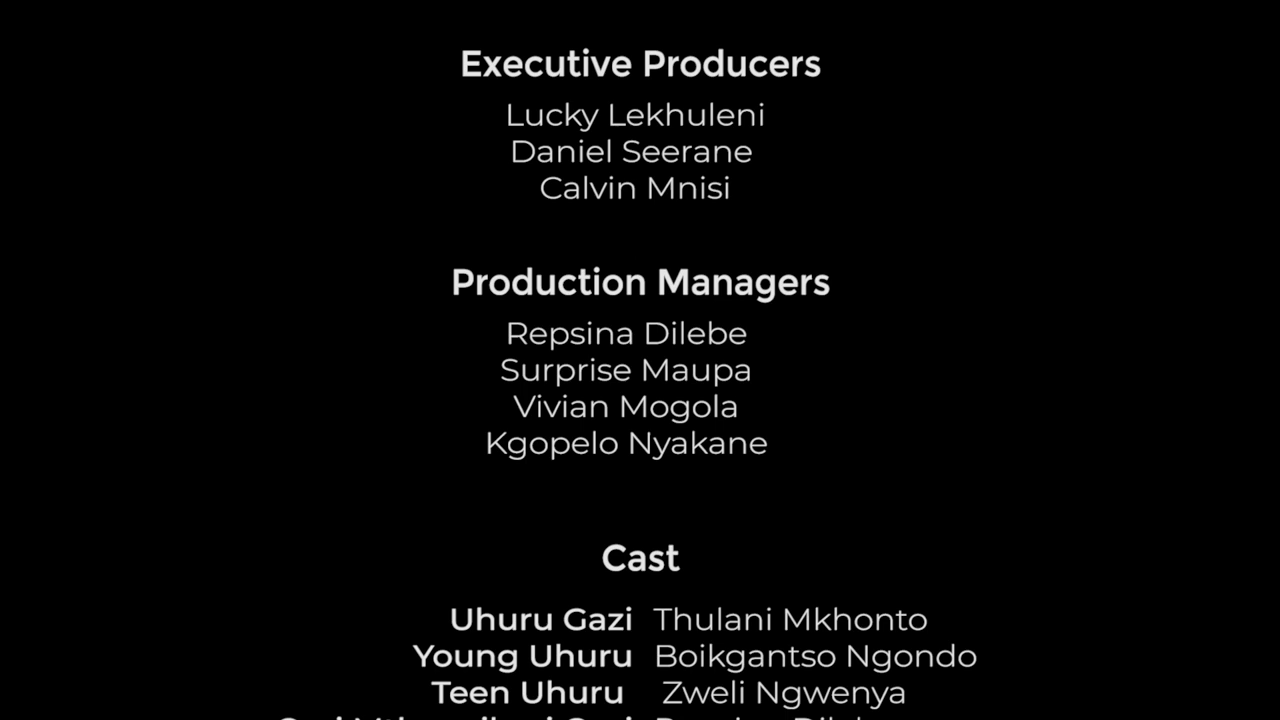 Executive Producers
Lucky Lekhuleni
Daniel Seerane
Calvin Mnisi
Production Managers
Repsina Dilebe
Surprise Maupa
Vivian Mogola
Kgopelo Nyakane
Cast
Uhuru Gazi Thulani Mkhonto
Young Uhuru Boikgantso Ngondo
Teen Uhuru Zweli Ngwenya